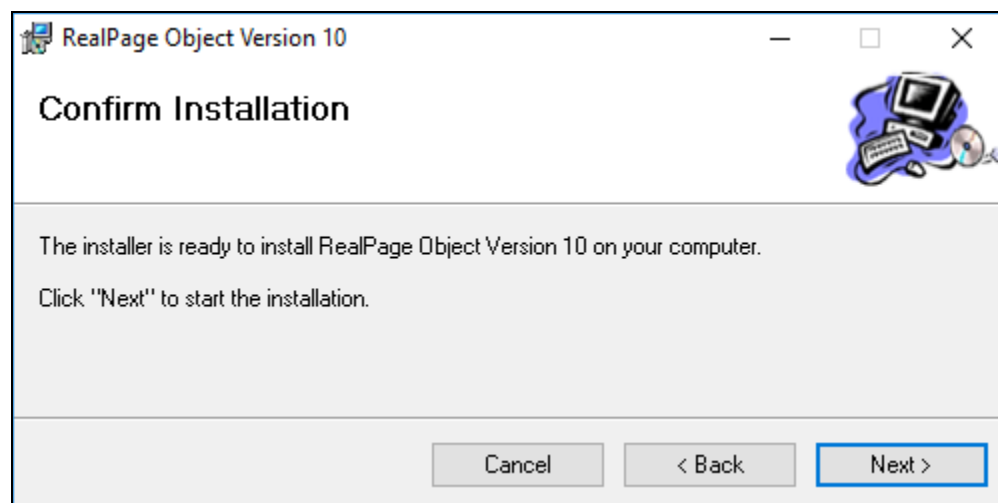 RealPage Object Version 10
Confirm Installation
The installer is ready to install RealPage Object Version 10 on your computer.
Click "Next" to start the installation.
Cancel
< Back
Next >